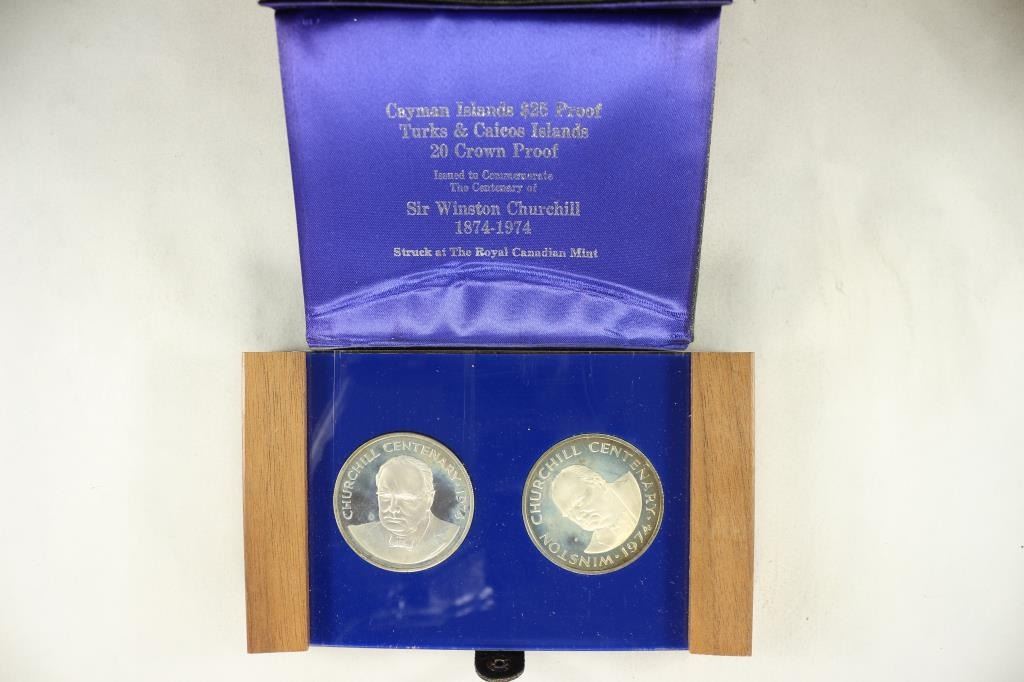 Cayman Islands $25 Proof
Turks & Caicos Islands
20 Crown Proof
Issued to Commemorate
The Centenary of
Sir Winston Churchill
1874-1974
Struck at The Royal Canadian Mint
CHURCHILL CENTENARY · 1974
WINSTON CHURCHILL CENTENARY · 1974 ·